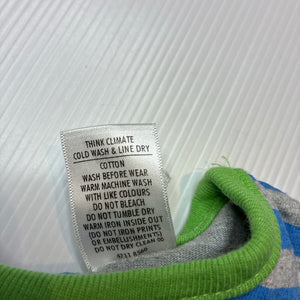 THINK CLIMATE
COLD WASH & LINE DRY
COTTON
WASH BEFORE WEAR
WARM MACHINE WASH
WITH LIKE COLOURS
DO NOT BLEACH
DO NOT TUMBLE DRY
WARM IRON INSIDE OUT
(DO NOT IRON PRINTS
OR EMBELLISHMENTS)
DO NOT DRY CLEAN